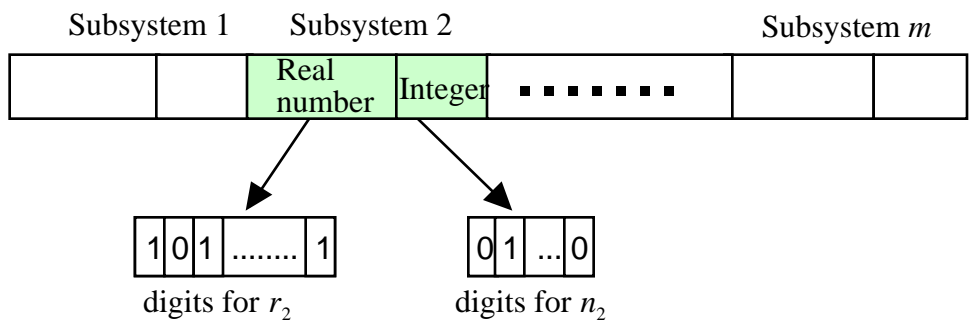 Subsystem 1 Subsystem 2 Subsystem m
Real
number
Integer
.......
1 0 1 ........ 1
0 1 ... 0
digits for r2
digits for n2